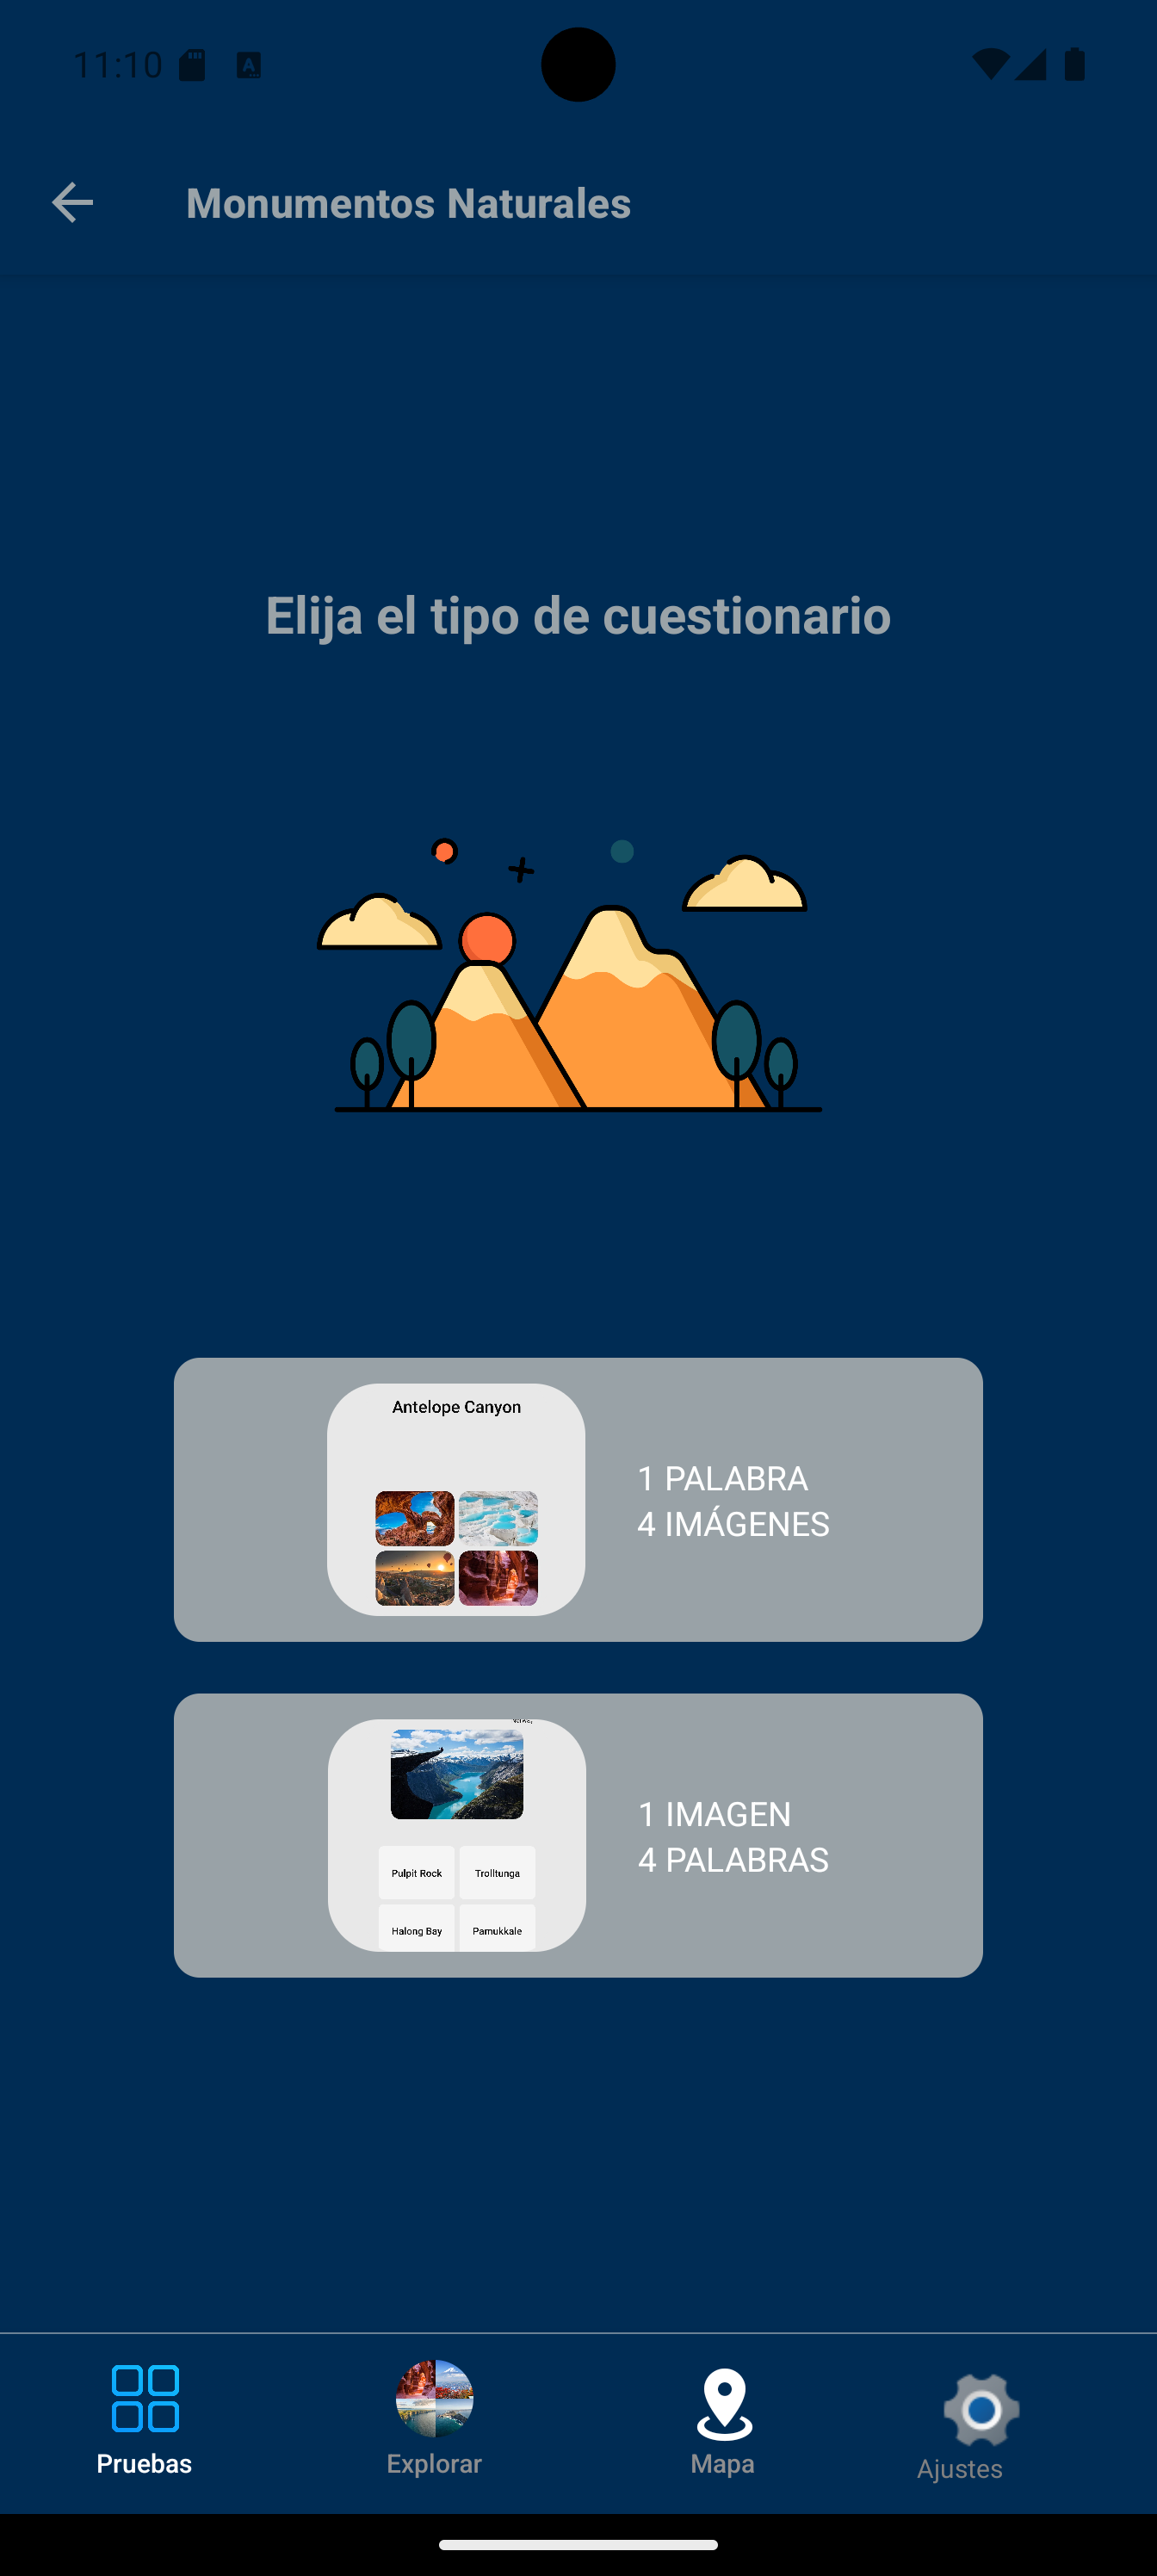 11:10
Monumentos Naturales
Elija el tipo de cuestionario
Antelope Canyon
1 PALABRA
4 IMÁGENES
1 IMAGEN
4 PALABRAS
Pulpit Rock
Trolltunga
Halong Bay
Pamukkale
Pruebas
Explorar
Mapa
Ajustes